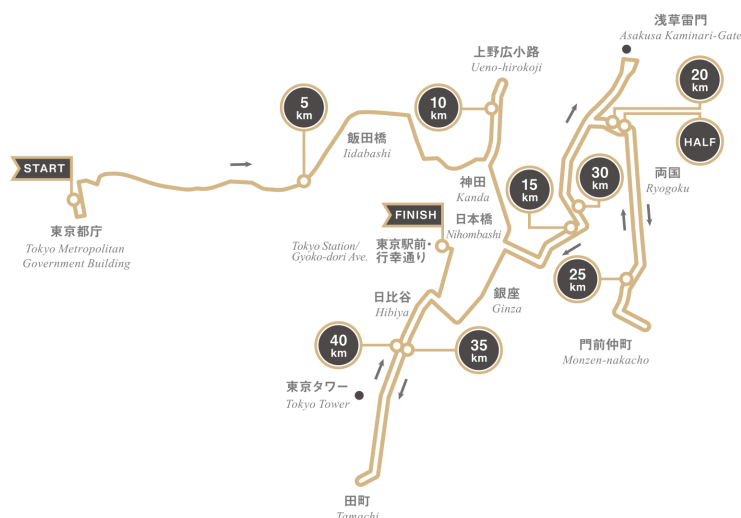 浅草雷門
Asakusa Kaminari-Gate
上野広小路
Ueno-hirokoji
20
km
5
km
10
km
飯田橋
Iidabashi
HALF
START
神田
Kanda
15
km
30
km
両国
Ryogoku
FINISH
日本橋
Nihombashi
東京都庁
Tokyo Metropolitan
Government Building
Tokyo Station/
Gyoko-dori Ave.
東京駅前・
行幸通り
25
km
日比谷
Hibiya
銀座
Ginza
40
km
35
km
門前仲町
Monzen-nakacho
東京タワー
Tokyo Tower
田町
Tamachi